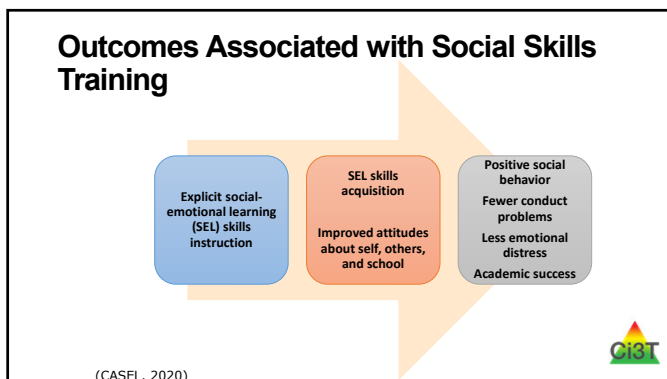 Outcomes Associated with Social Skills
Training
Explicit social-
emotional learning
(SEL) skills
instruction
SEL skills
acquisition
Improved attitudes
about self, others,
and school
Positive social
behavior
Fewer conduct
problems
Less emotional
distress
Academic success
(CASEL, 2020)
Ci3T